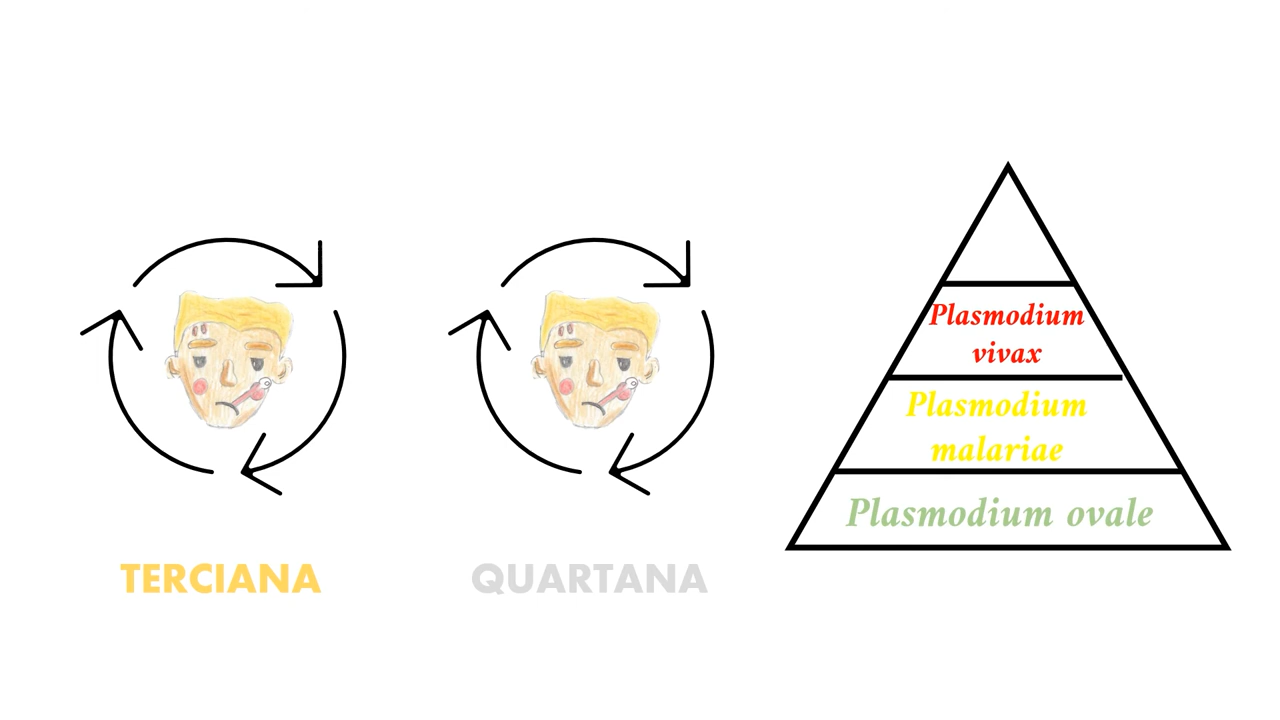 Plasmodium
vivax
Plasmodium
malariae
Plasmodium ovale
TERCIANA
QUARTANA